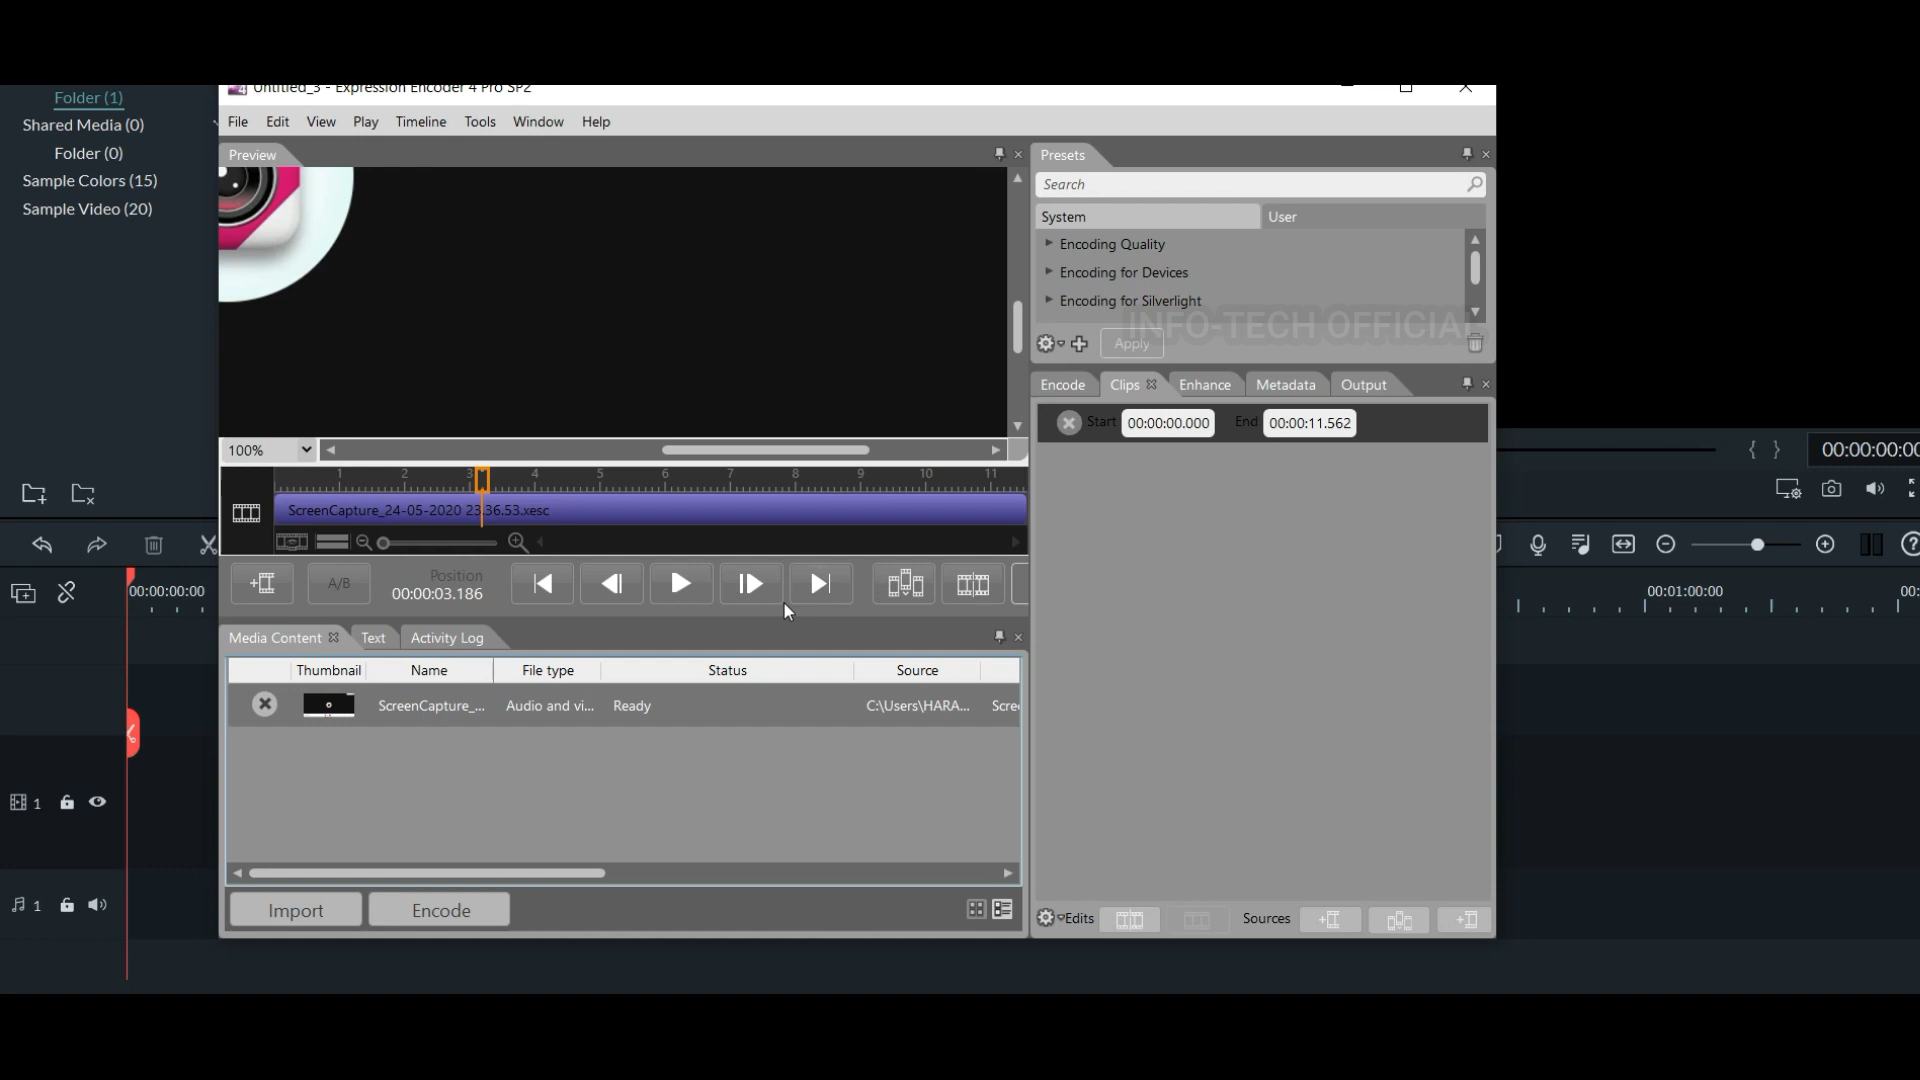 Folder (1)
Shared Media (0)
Folder (0)
Sample Colors (15)
Sample Video (20)
Untitled_3 - Expression Encoder 4 Pro SP2
File Edit View Play Timeline Tools Window Help
Preview
Presets
Search
System User
Encoding Quality
Encoding for Devices
Encoding for Silverlight
INFO-TECH OFFICIAL
Apply
Encode Clips Enhance Metadata Output
Start 00:00:00.000 End 00:00:11.562
100%
1 2 3 4 5 6 7 8 9 10 11
ScreenCapture_24-05-2020 23.36.53.xesc
A/B
Position
00:00:03.186
Media Content Text Activity Log
Thumbnail Name File type Status Source
ScreenCapture_... Audio and vi... Ready C:\Users\HARA... Scre
Import Encode
Edits Sources
00:00:00:00
00:00:00:00
00:01:00:00
00:
1
1